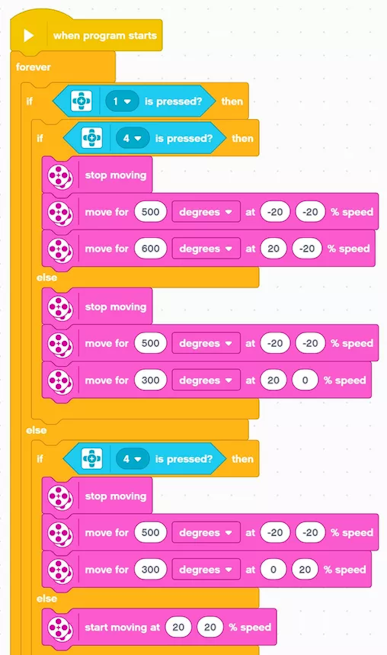 when program starts
forever
if 1 is pressed? then
if 4 is pressed? then
stop moving
move for 500 degrees at -20 -20 % speed
move for 600 degrees at 20 -20 % speed
else
stop moving
move for 500 degrees at -20 -20 % speed
move for 300 degrees at 20 0 % speed
else
if 4 is pressed? then
stop moving
move for 500 degrees at -20 -20 % speed
move for 300 degrees at 0 20 % speed
else
start moving at 20 20 % speed